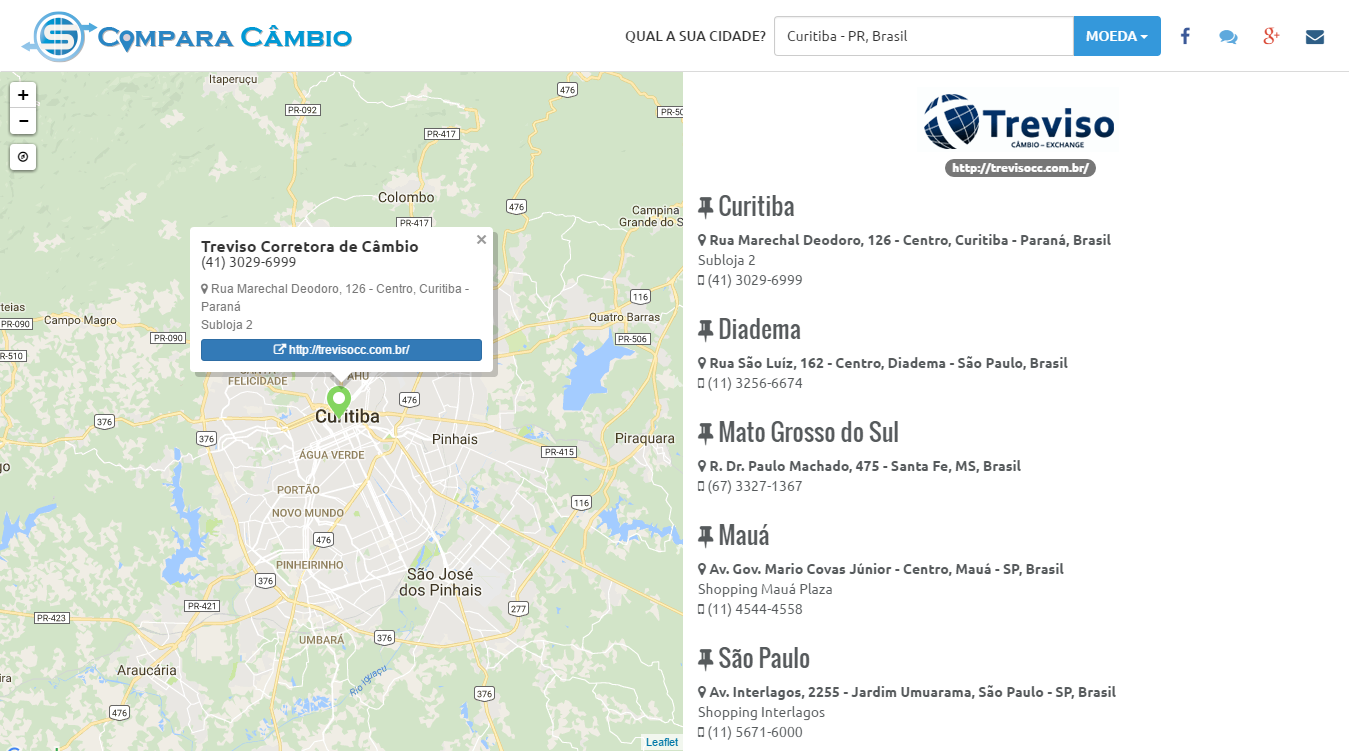 COMPARA CÂMBIO
QUAL A SUA CIDADE?
Curitiba - PR, Brasil
MOEDA
+
−
Itaperuçu
476
PR-092
PR-417
Colombo
476
Campina
Grande do S
PR-417
Treviso Corretora de Câmbio
×
(41) 3029-6999
Rua Marechal Deodoro, 126 - Centro, Curitiba -
Paraná
Subloja 2
http://trevisocc.com.br/
116
teias
PR-090
Campo Magro
PR-090
Quatro Barras
PR-506
PR-510
FELICIDADE
476
Curitiba
476
476
Pinhais
Piraquara
PR-415
go
ÁGUA VERDE
PORTÃO
116
NOVO MUNDO
476
PINHEIRINHO
376
São José
dos Pinhais
PR-421
277
PR-423
UMBARÁ
376
Araucária
Rio Iguaçu
476
476
Leaflet
Treviso
CÂMBIO – EXCHANGE
http://trevisocc.com.br/
Curitiba
Rua Marechal Deodoro, 126 - Centro, Curitiba - Paraná, Brasil
Subloja 2
(41) 3029-6999
Diadema
Rua São Luíz, 162 - Centro, Diadema - São Paulo, Brasil
(11) 3256-6674
Mato Grosso do Sul
R. Dr. Paulo Machado, 475 - Santa Fe, MS, Brasil
(67) 3327-1367
Mauá
Av. Gov. Mario Covas Júnior - Centro, Mauá - SP, Brasil
Shopping Mauá Plaza
(11) 4544-4558
São Paulo
Av. Interlagos, 2255 - Jardim Umuarama, São Paulo - SP, Brasil
Shopping Interlagos
(11) 5671-6000